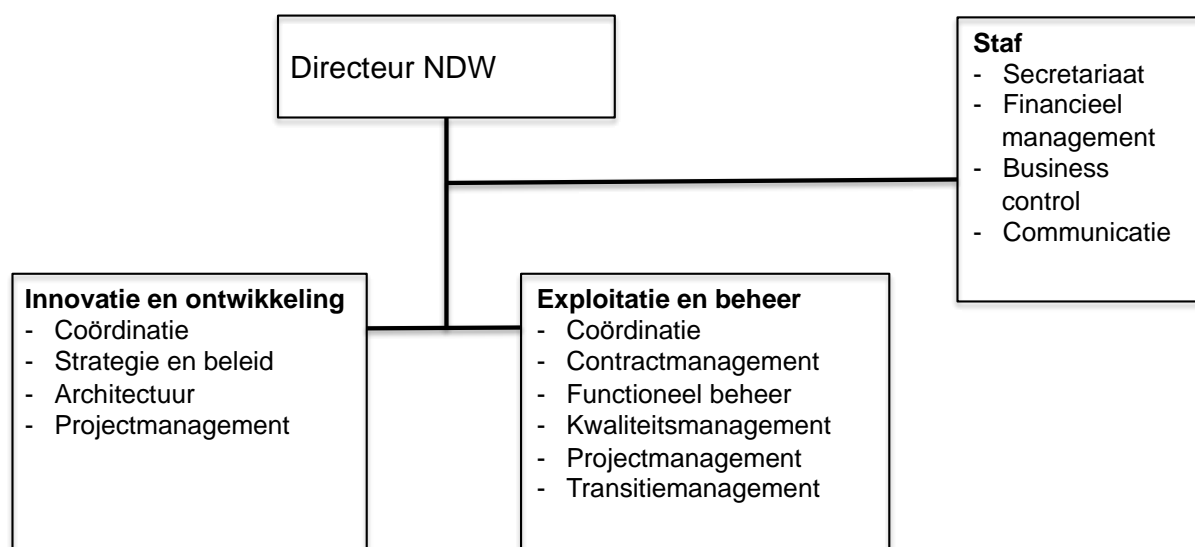 Directeur NDW
Staf
- Secretariaat
- Financieel
management
- Business
control
- Communicatie
Innovatie en ontwikkeling
- Coördinatie
- Strategie en beleid
- Architectuur
- Projectmanagement
Exploitatie en beheer
- Coördinatie
- Contractmanagement
- Functioneel beheer
- Kwaliteitsmanagement
- Projectmanagement
- Transitiemanagement